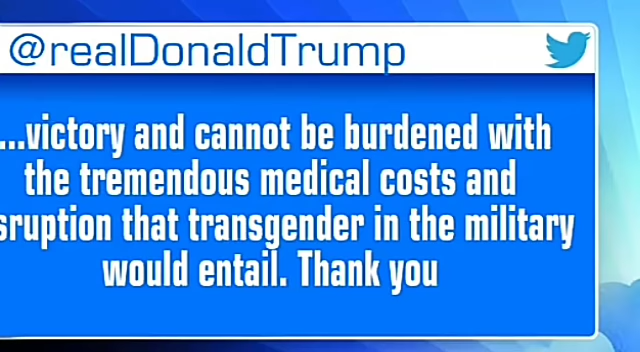 @realDonaldTrump
...victory and cannot be burdened with
the tremendous medical costs and
sruption that transgender in the military
would entail. Thank you